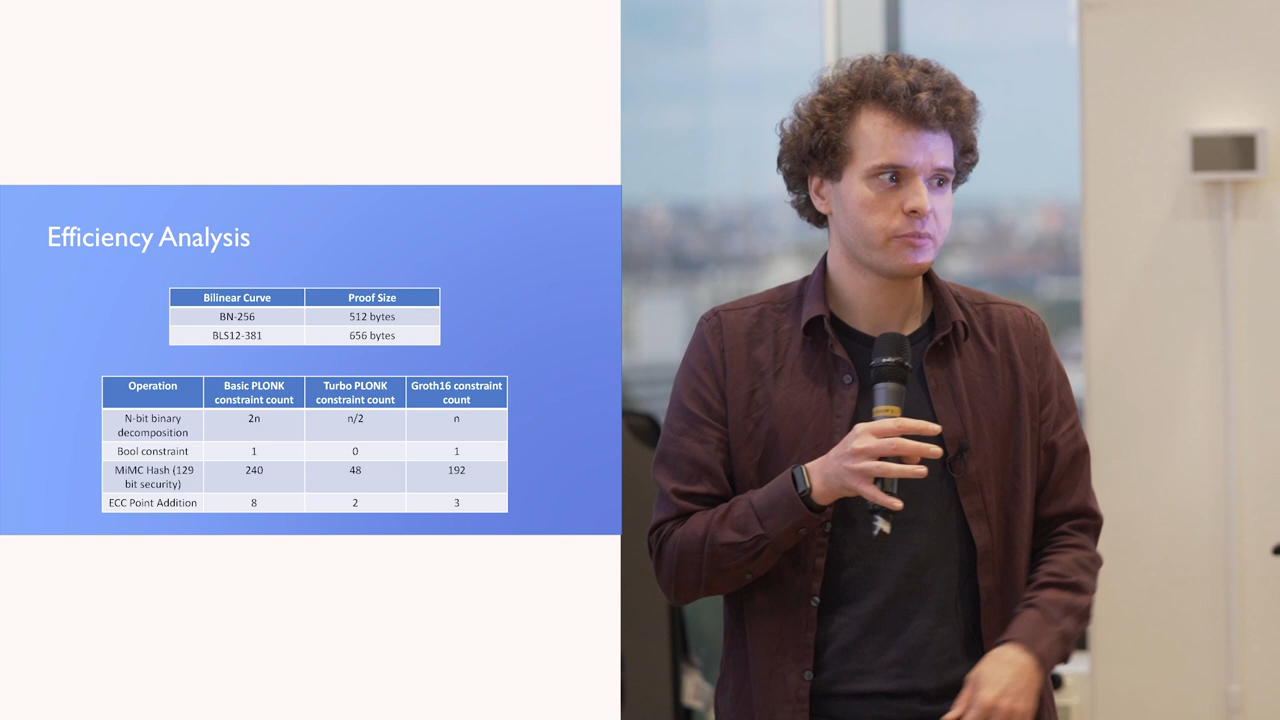 Efficiency Analysis
Bilinear Curve Proof Size
BN-256 512 bytes
BLS12-381 656 bytes
Operation Basic PLONK constraint count Turbo PLONK constraint count Groth16 constraint count
N-bit binary decomposition 2n n/2 n
Bool constraint 1 0 1
MiMC Hash (129 bit security) 240 48 192
ECC Point Addition 8 2 3